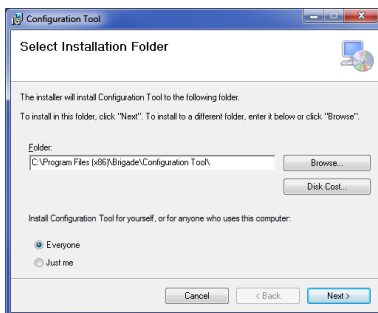 Configuration Tool
Select Installation Folder
The installer will install Configuration Tool to the following folder.
To install in this folder, click "Next". To install to a different folder, enter it below or click "Browse".
Folder:
C:\Program Files (x86)\Brigade\Configuration Tool\
Browse...
Disk Cost...
Install Configuration Tool for yourself, or for anyone who uses this computer:
Everyone
Just me
Cancel
< Back
Next >